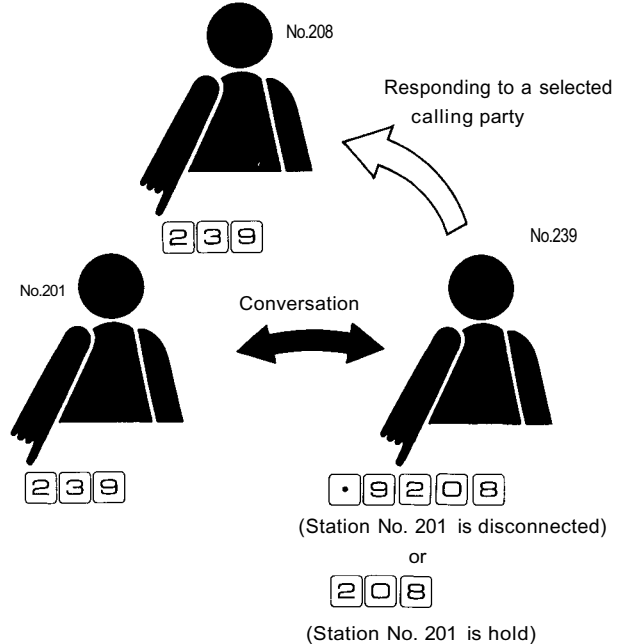 No.208
Responding to a selected
calling party
239
No.239
No.201
Conversation
239
•9208
(Station No. 201 is disconnected)
or
208
(Station No. 201 is hold)